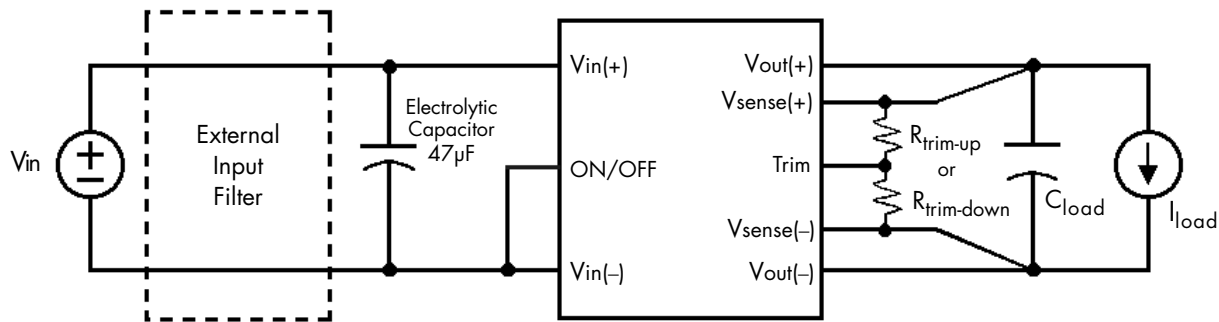 Vin
External
Input
Filter
Electrolytic
Capacitor
47µF
Vin(+)
ON/OFF
Vin(–)
Vout(+)
Vsense(+)
Trim
Vsense(–)
Vout(–)
Rtrim-up
or
Rtrim-down
Cload
Iload